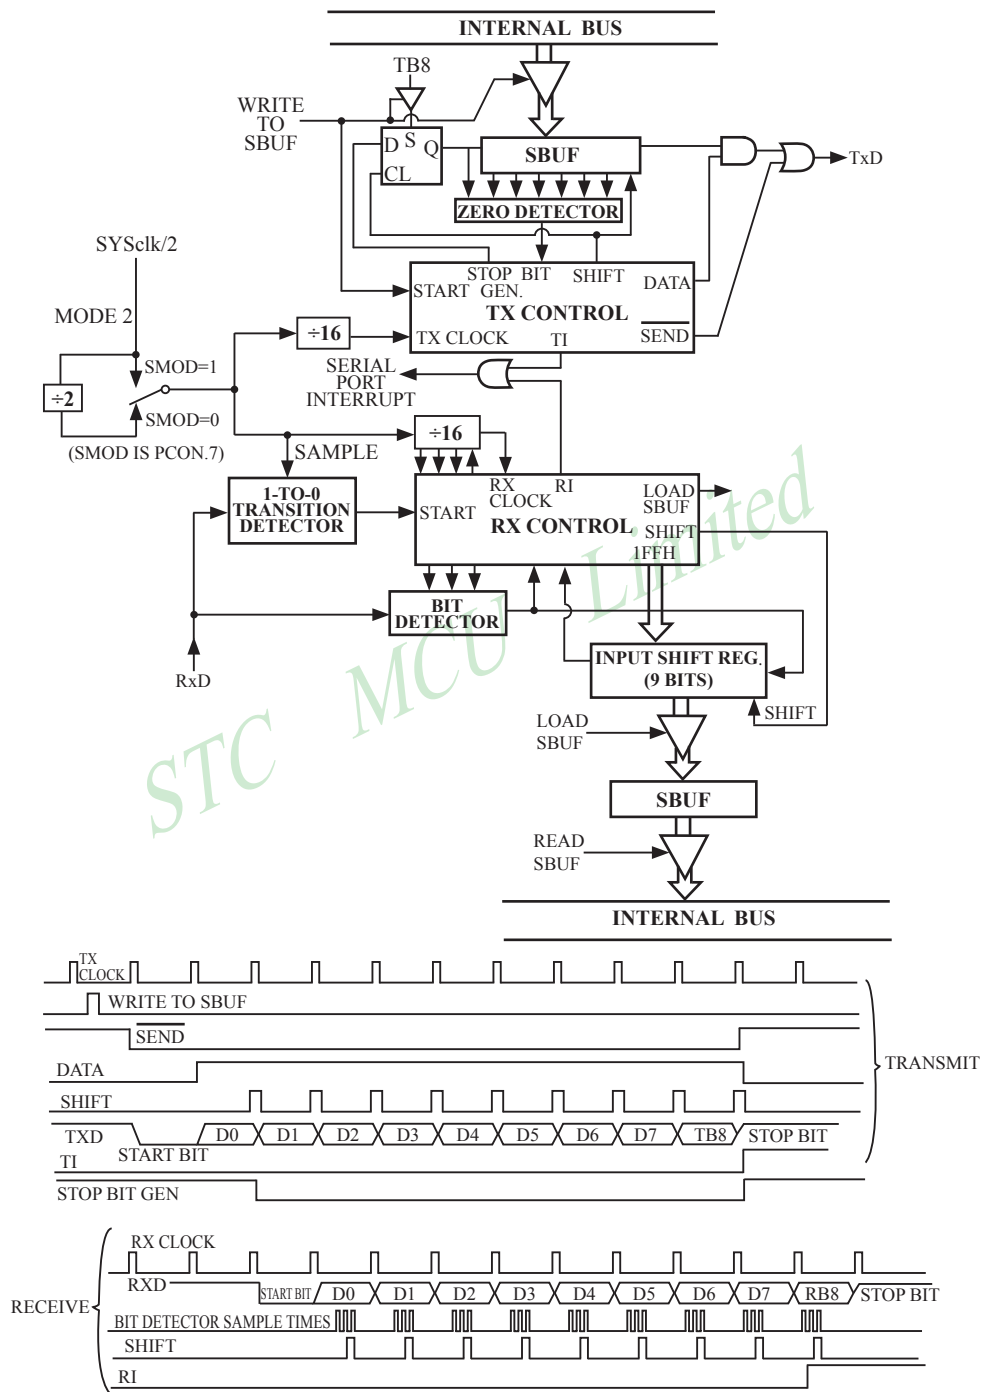 INTERNAL BUS
TB8
WRITE
TO
SBUF
D S Q
CL
SBUF
TxD
ZERO DETECTOR
SYSclk/2
STOP BIT SHIFT
START GEN. DATA
TX CONTROL
MODE 2
÷16
TX CLOCK TI SEND
SMOD=1
÷2
SERIAL
PORT
INTERRUPT
SMOD=0
÷16
(SMOD IS PCON.7)
SAMPLE
1-TO-0
TRANSITION
DETECTOR
RX RI LOAD
CLOCK SBUF
START
RX CONTROL SHIFT
1FFH
BIT
DETECTOR
RxD
INPUT SHIFT REG.
(9 BITS)
SHIFT
LOAD
SBUF
SBUF
READ
SBUF
INTERNAL BUS
STC MCU Limited
TX
CLOCK
WRITE TO SBUF
SEND
DATA
TRANSMIT
SHIFT
TXD
START BIT
D0 D1 D2 D3 D4 D5 D6 D7 TB8 STOP BIT
TI
STOP BIT GEN
RX CLOCK
RXD
START BIT D0 D1 D2 D3 D4 D5 D6 D7 RB8 STOP BIT
RECEIVE
BIT DETECTOR SAMPLE TIMES
SHIFT
RI